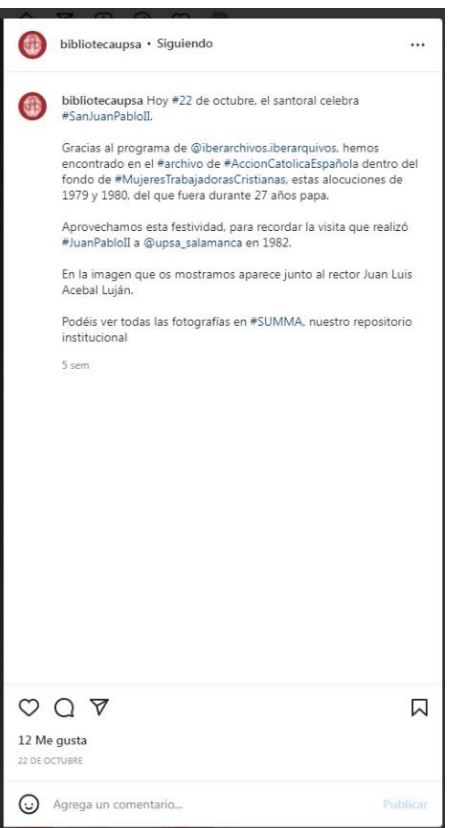 bibliotecaupsa • Siguiendo
bibliotecaupsa Hoy #22 de octubre, el santoral celebra
#SanJuanPabloII.
Gracias al programa de @iberarchivos.iberarquivos, hemos
encontrado en el #archivo de #AccionCatolicaEspañola dentro del
fondo de #MujeresTrabajadorasCristianas, estas alocuciones de
1979 y 1980, del que fuera durante 27 años papa.
Aprovechamos esta festividad, para recordar la visita que realizó
#JuanPabloII a @upsa_salamanca en 1982.
En la imagen que os mostramos aparece junto al rector Juan Luis
Acebal Luján.
Podéis ver todas las fotografías en #SUMMA, nuestro repositorio
institucional
5 sem
12 Me gusta
22 DE OCTUBRE
Agrega un comentario... Publicar